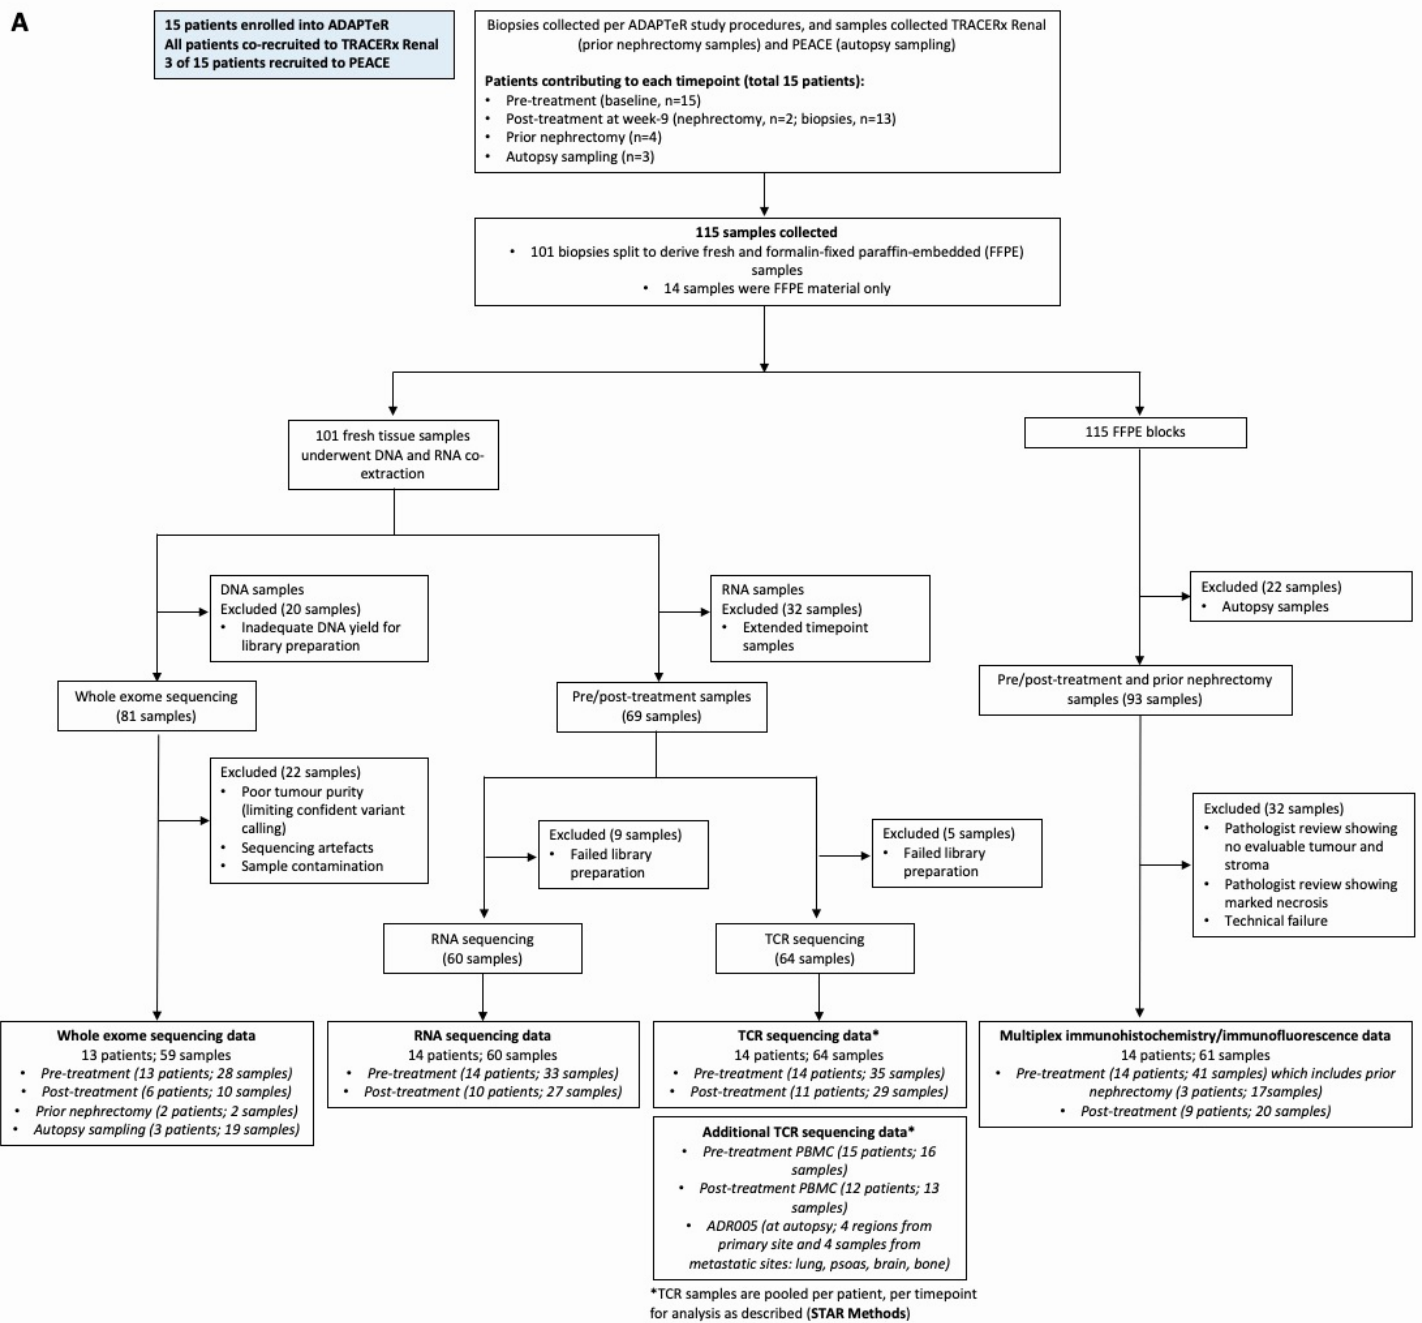 A
15 patients enrolled into ADAPTeR
All patients co-recruited to TRACERx Renal
3 of 15 patients recruited to PEACE
Biopsies collected per ADAPTeR study procedures, and samples collected TRACERx Renal
(prior nephrectomy samples) and PEACE (autopsy sampling)
Patients contributing to each timepoint (total 15 patients):
• Pre-treatment (baseline, n=15)
• Post-treatment at week-9 (nephrectomy, n=2; biopsies, n=13)
• Prior nephrectomy (n=4)
• Autopsy sampling (n=3)
115 samples collected
• 101 biopsies split to derive fresh and formalin-fixed paraffin-embedded (FFPE)
samples
• 14 samples were FFPE material only
101 fresh tissue samples
underwent DNA and RNA co-
extraction
115 FFPE blocks
DNA samples
Excluded (20 samples)
• Inadequate DNA yield for
library preparation
RNA samples
Excluded (32 samples)
• Extended timepoint
samples
Excluded (22 samples)
• Autopsy samples
Whole exome sequencing
(81 samples)
Pre/post-treatment samples
(69 samples)
Pre/post-treatment and prior nephrectomy
samples (93 samples)
Excluded (22 samples)
• Poor tumour purity
(limiting confident variant
calling)
• Sequencing artefacts
• Sample contamination
Excluded (9 samples)
• Failed library
preparation
Excluded (5 samples)
• Failed library
preparation
Excluded (32 samples)
• Pathologist review showing
no evaluable tumour and
stroma
• Pathologist review showing
marked necrosis
• Technical failure
RNA sequencing
(60 samples)
TCR sequencing
(64 samples)
Whole exome sequencing data
13 patients; 59 samples
• Pre-treatment (13 patients; 28 samples)
• Post-treatment (6 patients; 10 samples)
• Prior nephrectomy (2 patients; 2 samples)
• Autopsy sampling (3 patients; 19 samples)
RNA sequencing data
14 patients; 60 samples
• Pre-treatment (14 patients; 33 samples)
• Post-treatment (10 patients; 27 samples)
TCR sequencing data*
14 patients; 64 samples
• Pre-treatment (14 patients; 35 samples)
• Post-treatment (11 patients; 29 samples)
Multiplex immunohistochemistry/immunofluorescence data
14 patients; 61 samples
• Pre-treatment (14 patients; 41 samples) which includes prior
nephrectomy (3 patients; 17samples)
• Post-treatment (9 patients; 20 samples)
Additional TCR sequencing data*
• Pre-treatment PBMC (15 patients; 16
samples)
• Post-treatment PBMC (12 patients; 13
samples)
• ADR005 (at autopsy; 4 regions from
primary site and 4 samples from
metastatic sites: lung, psoas, brain, bone)
*TCR samples are pooled per patient, per timepoint
for analysis as described (STAR Methods)